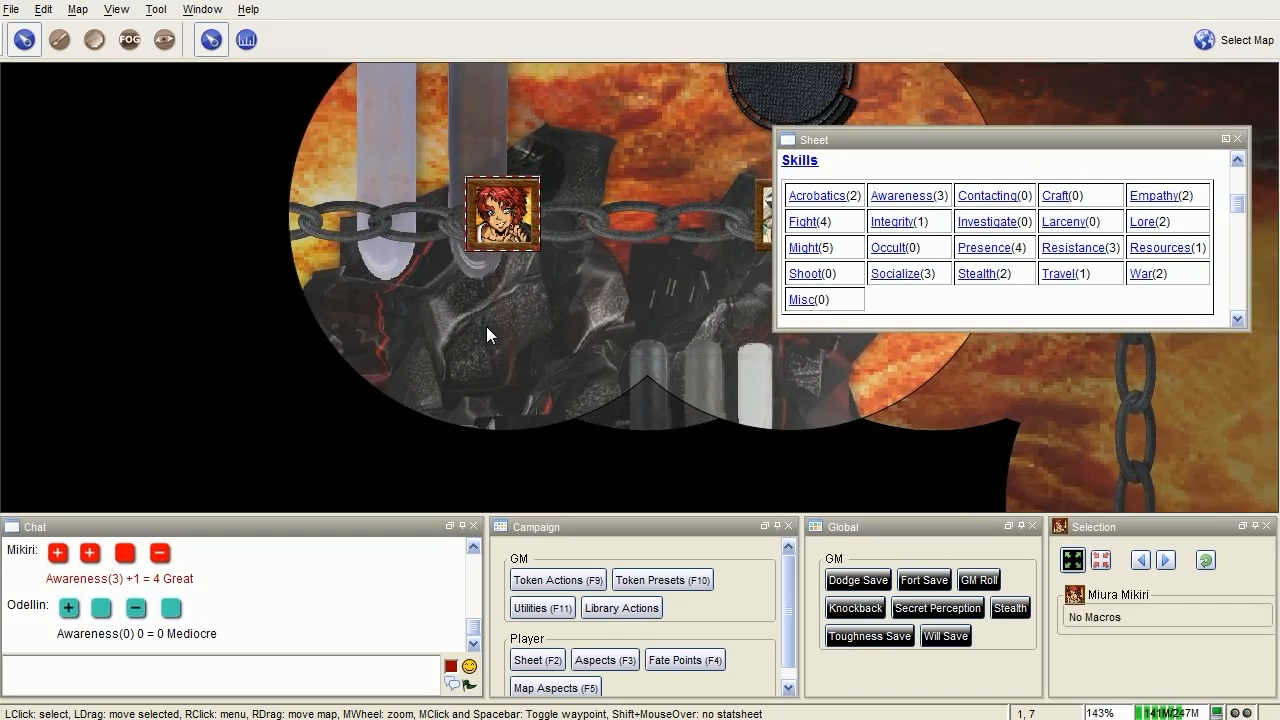 File Edit Map View Tool Window Help
FOG
Select Map
Sheet
Skills
Acrobatics(2) Awareness(3) Contacting(0) Craft(0) Empathy(2)
Fight(4) Integrity(1) Investigate(0) Larceny(0) Lore(2)
Might(5) Occult(0) Presence(4) Resistance(3) Resources(1)
Shoot(0) Socialize(3) Stealth(2) Travel(1) War(2)
Misc(0)
Chat
Mikiri: + + −
Awareness(3) +1 = 4 Great
Odellin: + −
Awareness(0) 0 = 0 Mediocre
Campaign
GM
Token Actions (F9) Token Presets (F10)
Utilities (F11) Library Actions
Player
Sheet (F2) Aspects (F3) Fate Points (F4)
Map Aspects (F5)
Global
GM
Dodge Save Fort Save GM Roll
Knockback Secret Perception Stealth
Toughness Save Will Save
Selection
Miura Mikiri
No Macros
LClick: select, LDrag: move selected, RClick: menu, RDrag: move map, MWheel: zoom, MClick and Spacebar: Toggle waypoint, Shift+MouseOver: no statsheet
1, 7
143%
141M/247M